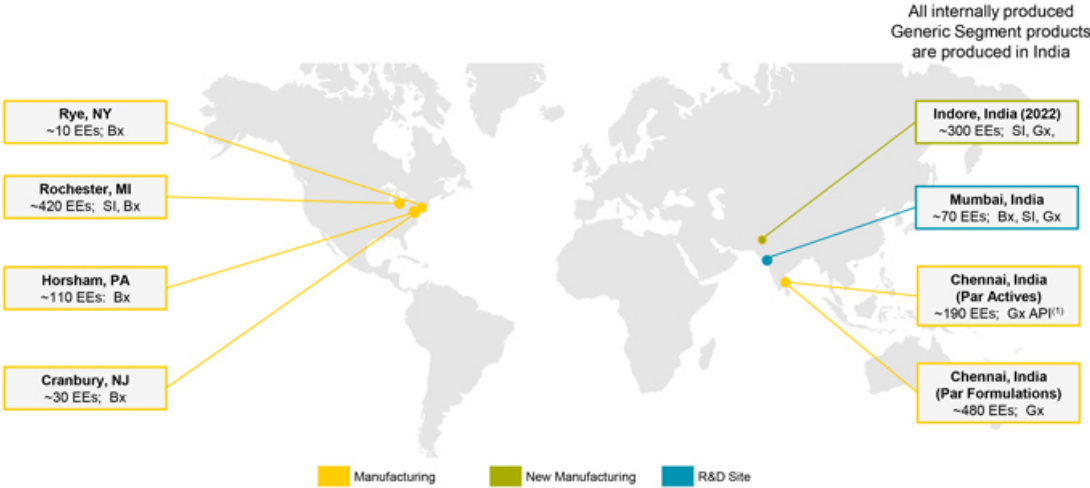 All internally produced
Generic Segment products
are produced in India
Rye, NY
~10 EEs; Bx
Rochester, MI
~420 EEs; SI, Bx
Horsham, PA
~110 EEs: Bx
Cranbury, NJ
~30 EEs; Bx
Indore, India (2022)
~300 EEs; SI, Gx,
Mumbai, India
~70 EEs; Bx, SI, Gx
Chennai, India
(Par Actives)
~190 EEs; Gx API(1)
Chennai, India
(Par Formulations)
~480 EEs; Gx
Manufacturing
New Manufacturing
R&D Site